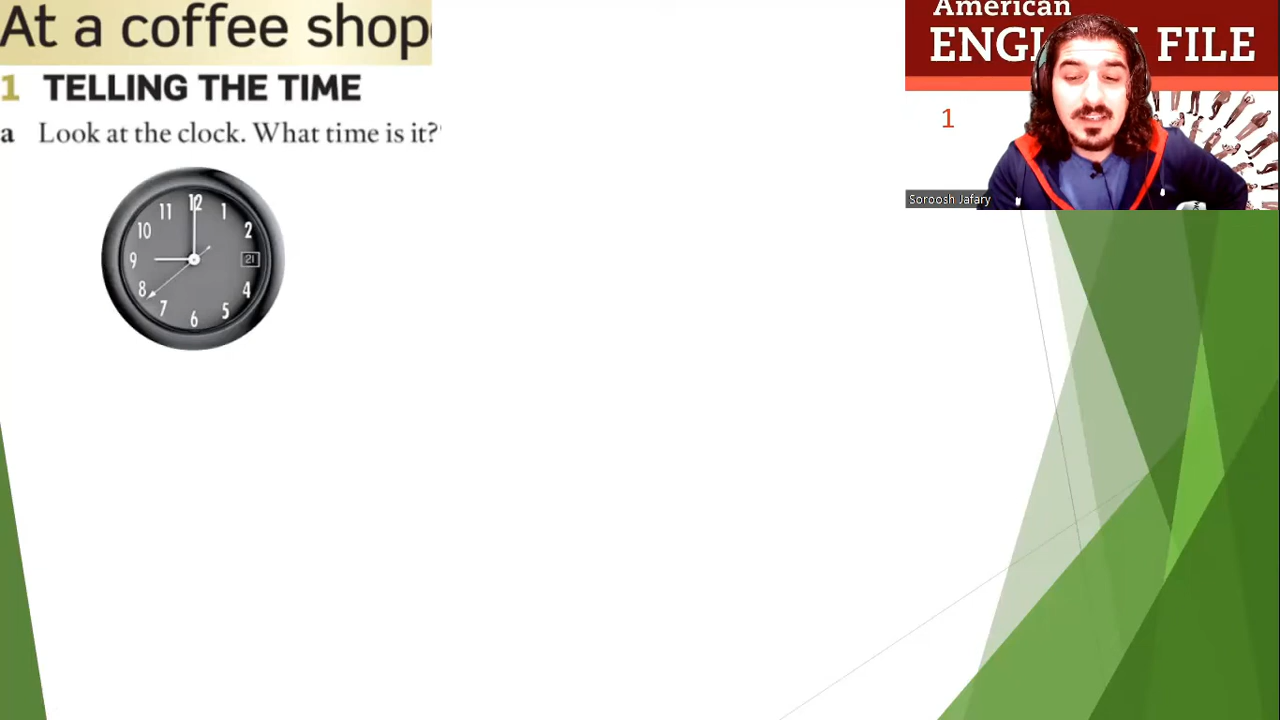 At a coffee shop
1 TELLING THE TIME
a Look at the clock. What time is it?
12
11 1
10 2
9 21
8 4
7 5
6
American
FILE
1
Soroosh Jafary